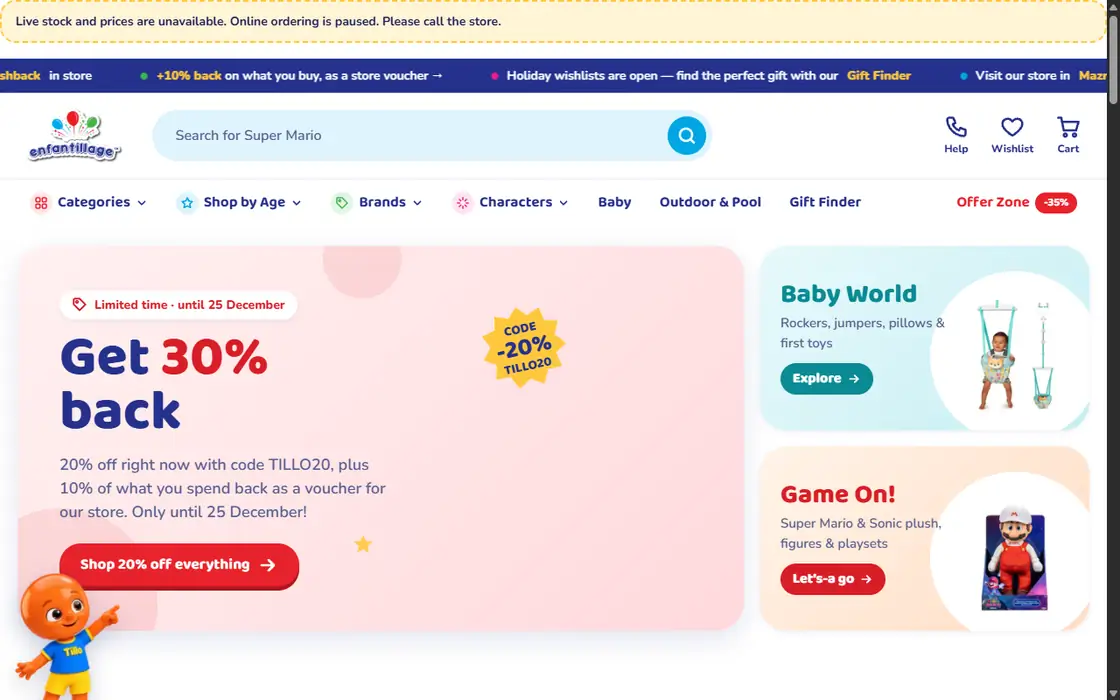 Live stock and prices are unavailable. Online ordering is paused. Please call the store.
shback in store
+10% back on what you buy, as a store voucher →
Holiday wishlists are open — find the perfect gift with our Gift Finder
Visit our store in Mazr
enfantillage
Search for Super Mario
Help
Wishlist
Cart
Categories
Shop by Age
Brands
Characters
Baby
Outdoor & Pool
Gift Finder
Offer Zone -35%
Limited time · until 25 December
Get 30%
back
20% off right now with code TILLO20, plus
10% of what you spend back as a voucher for
our store. Only until 25 December!
Shop 20% off everything →
CODE
-20%
TILLO20
Tillo
Baby World
Rockers, jumpers, pillows &
first toys
Explore →
Game On!
Super Mario & Sonic plush,
figures & playsets
Let's-a go →